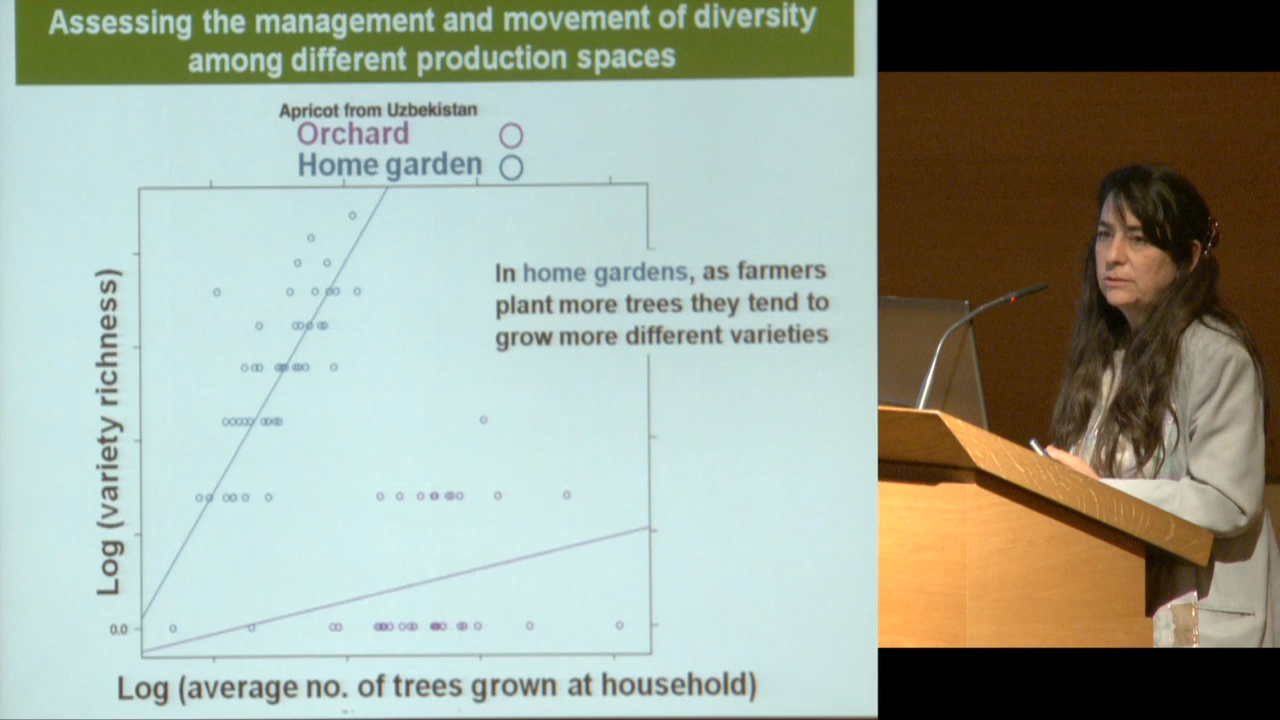 Assessing the management and movement of diversity
among different production spaces
Apricot from Uzbekistan
Orchard
Home garden
In home gardens, as farmers
plant more trees they tend to
grow more different varieties
Log (variety richness)
0.0
Log (average no. of trees grown at household)